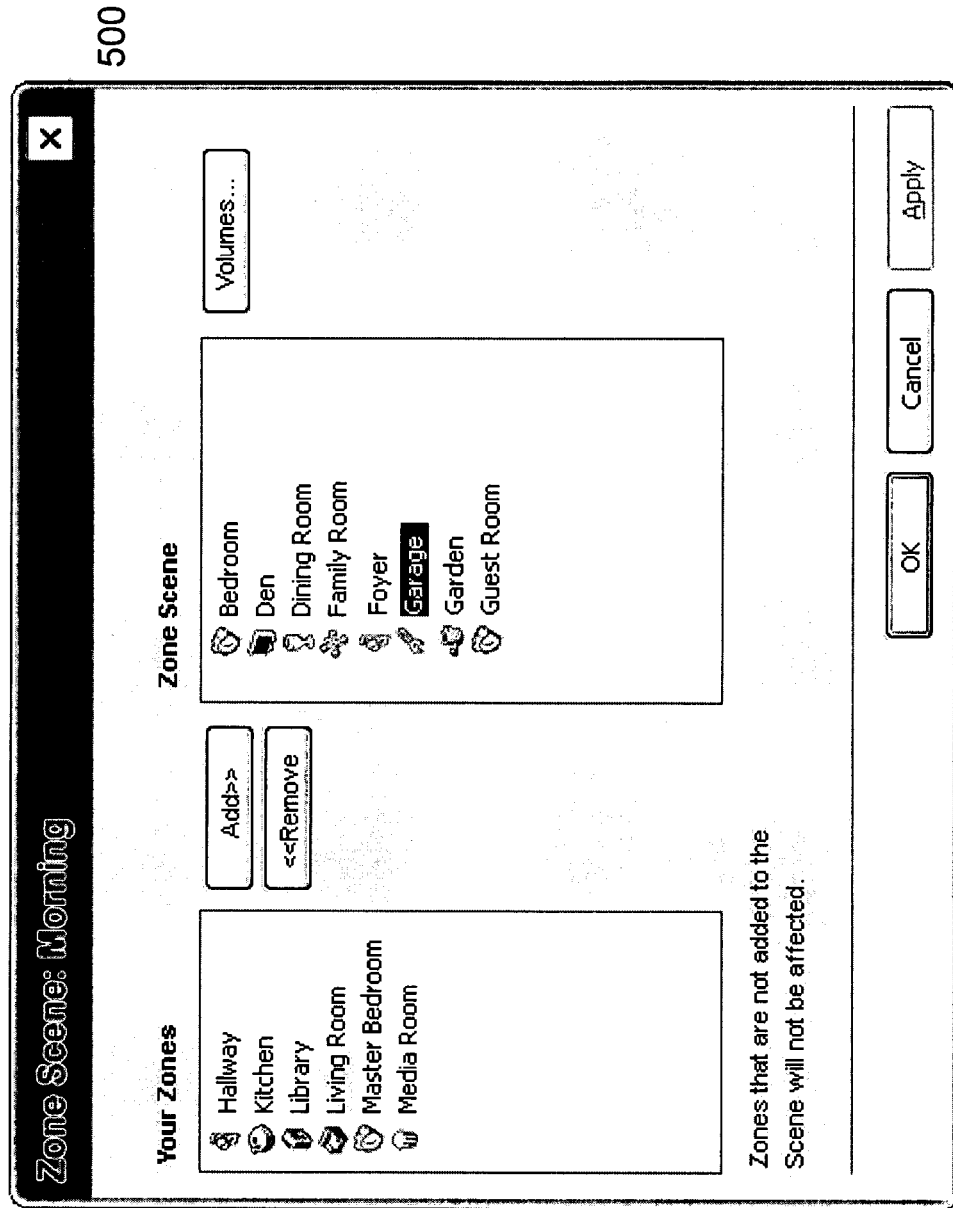 500
Zone Scene: Morning
X
Your Zones
Hallway
Kitchen
Library
Living Room
Master Bedroom
Media Room
Add>>
<<Remove
Zone Scene
Bedroom
Den
Dining Room
Family Room
Foyer
Garage
Garden
Guest Room
Volumes...
Zones that are not added to the
Scene will not be affected.
OK
Cancel
Apply